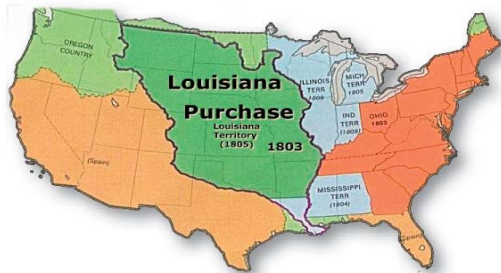 OREGON
COUNTRY
Louisiana
Purchase
Louisiana
Territory
(1805)
1803
ILLINOIS
TERR
1809
MICH
TERR
1805
IND
TERR
(1809)
OHIO
1803
(Spain)
MISSISSIPPI
TERR
(1804)
(Spain)